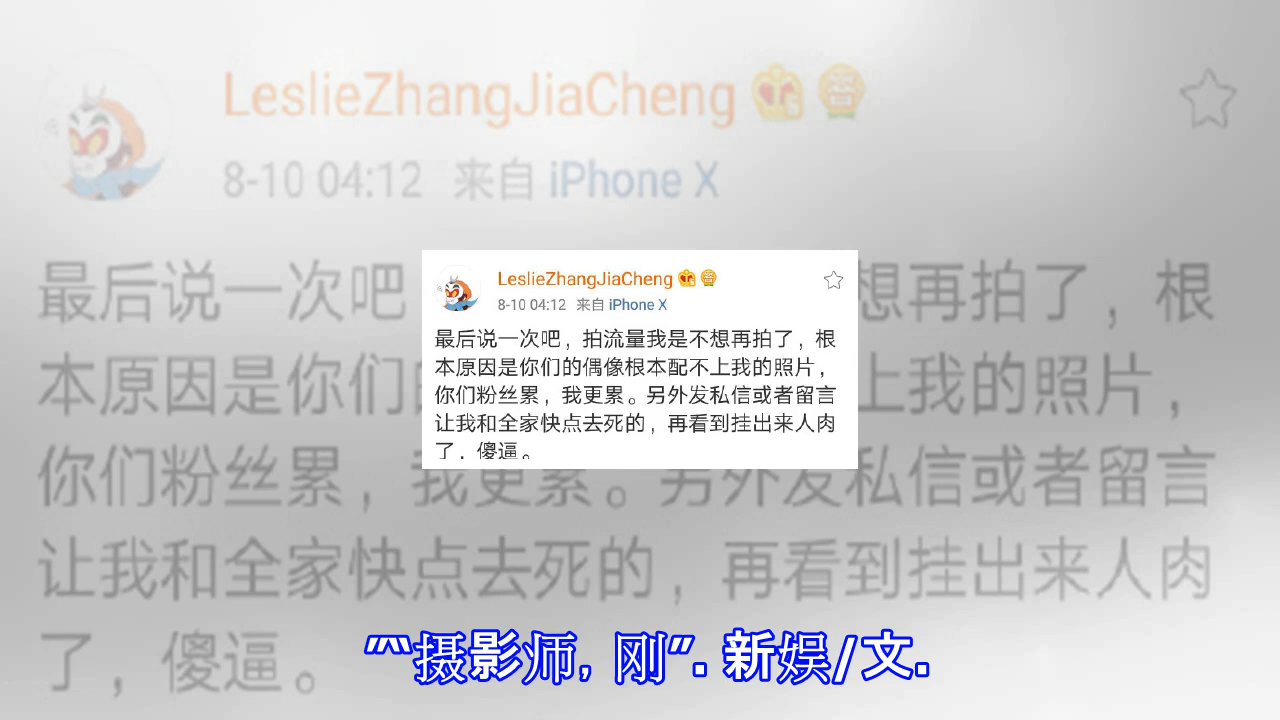 LeslieZhangJiaCheng
8-10 04:12 来自 iPhone X
最后说一次吧，拍流量我是不想再拍了，根
本原因是你们的偶像根本配不上我的照片，
你们粉丝累，我更累。另外发私信或者留言
让我和全家快点去死的，再看到挂出来人肉
了，傻逼。
"""摄影师, 刚". 新娱/文.